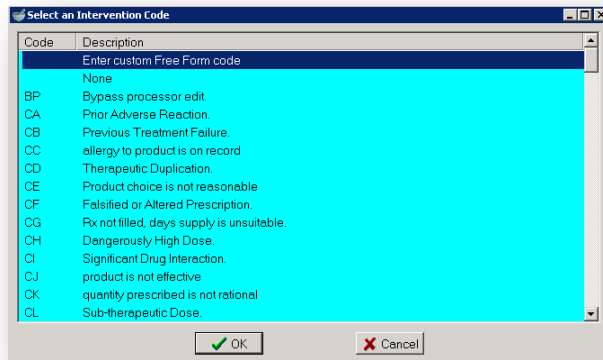 Select an Intervention Code
Code Description
Enter custom Free Form code
None
BP Bypass processor edit.
CA Prior Adverse Reaction.
CB Previous Treatment Failure.
CC allergy to product is on record
CD Therapeutic Duplication.
CE Product choice is not reasonable
CF Falsified or Altered Prescription.
CG Rx not filled, days supply is unsuitable.
CH Dangerously High Dose.
CI Significant Drug Interaction.
CJ product is not effective
CK quantity prescribed is not rational
CL Sub-therapeutic Dose.
OK Cancel